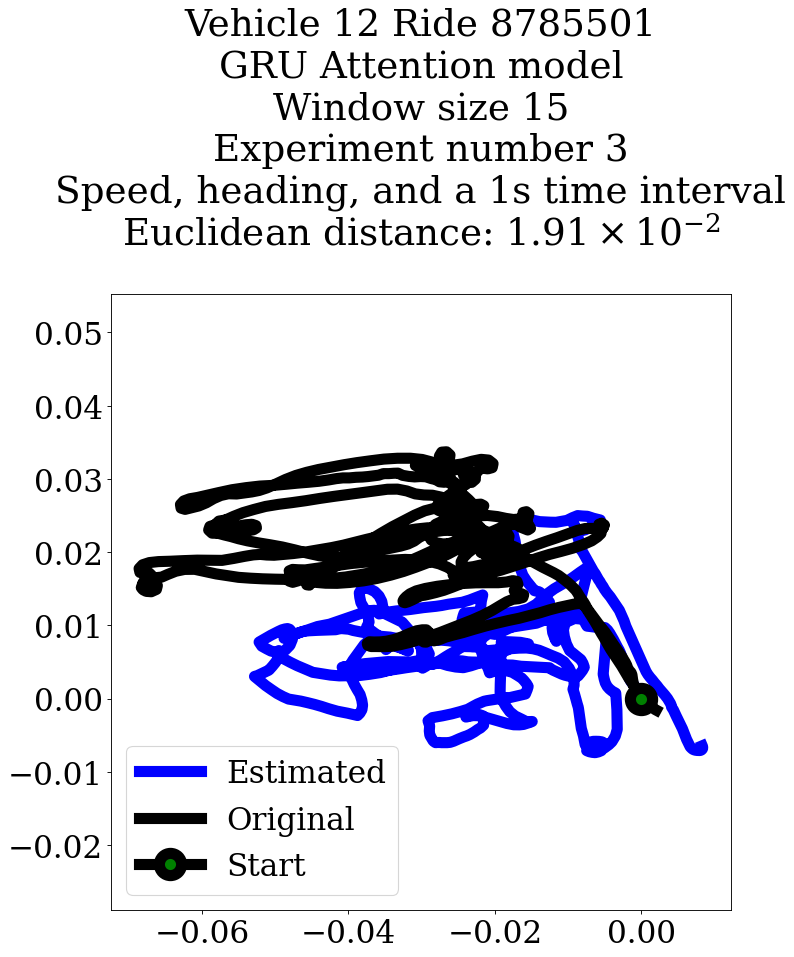 Vehicle 12 Ride 8785501
GRU Attention model
Window size 15
Experiment number 3
Speed, heading, and a 1s time interval
Euclidean distance: 1.91 × 10⁻²
0.05
0.04
0.03
0.02
0.01
0.00
−0.01
−0.02
Estimated
Original
Start
−0.06 −0.04 −0.02 0.00